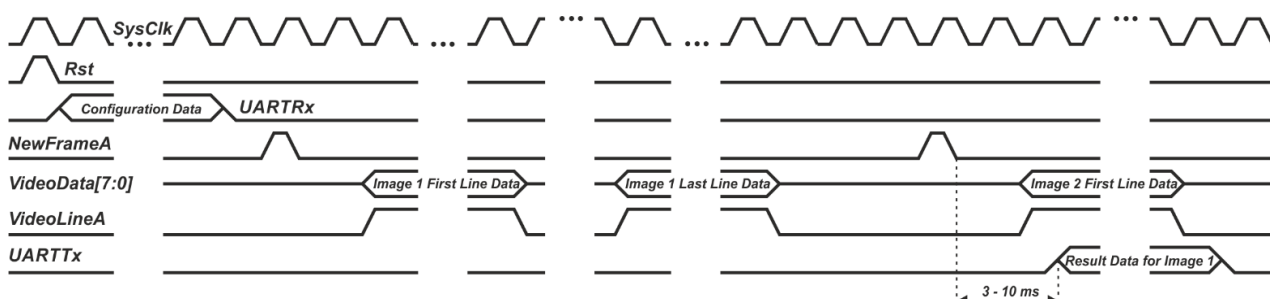 SysClk
Rst
Configuration Data UARTRx
NewFrameA
VideoData[7:0] Image 1 First Line Data Image 1 Last Line Data Image 2 First Line Data
VideoLineA
UARTTx Result Data for Image 1
3 - 10 ms